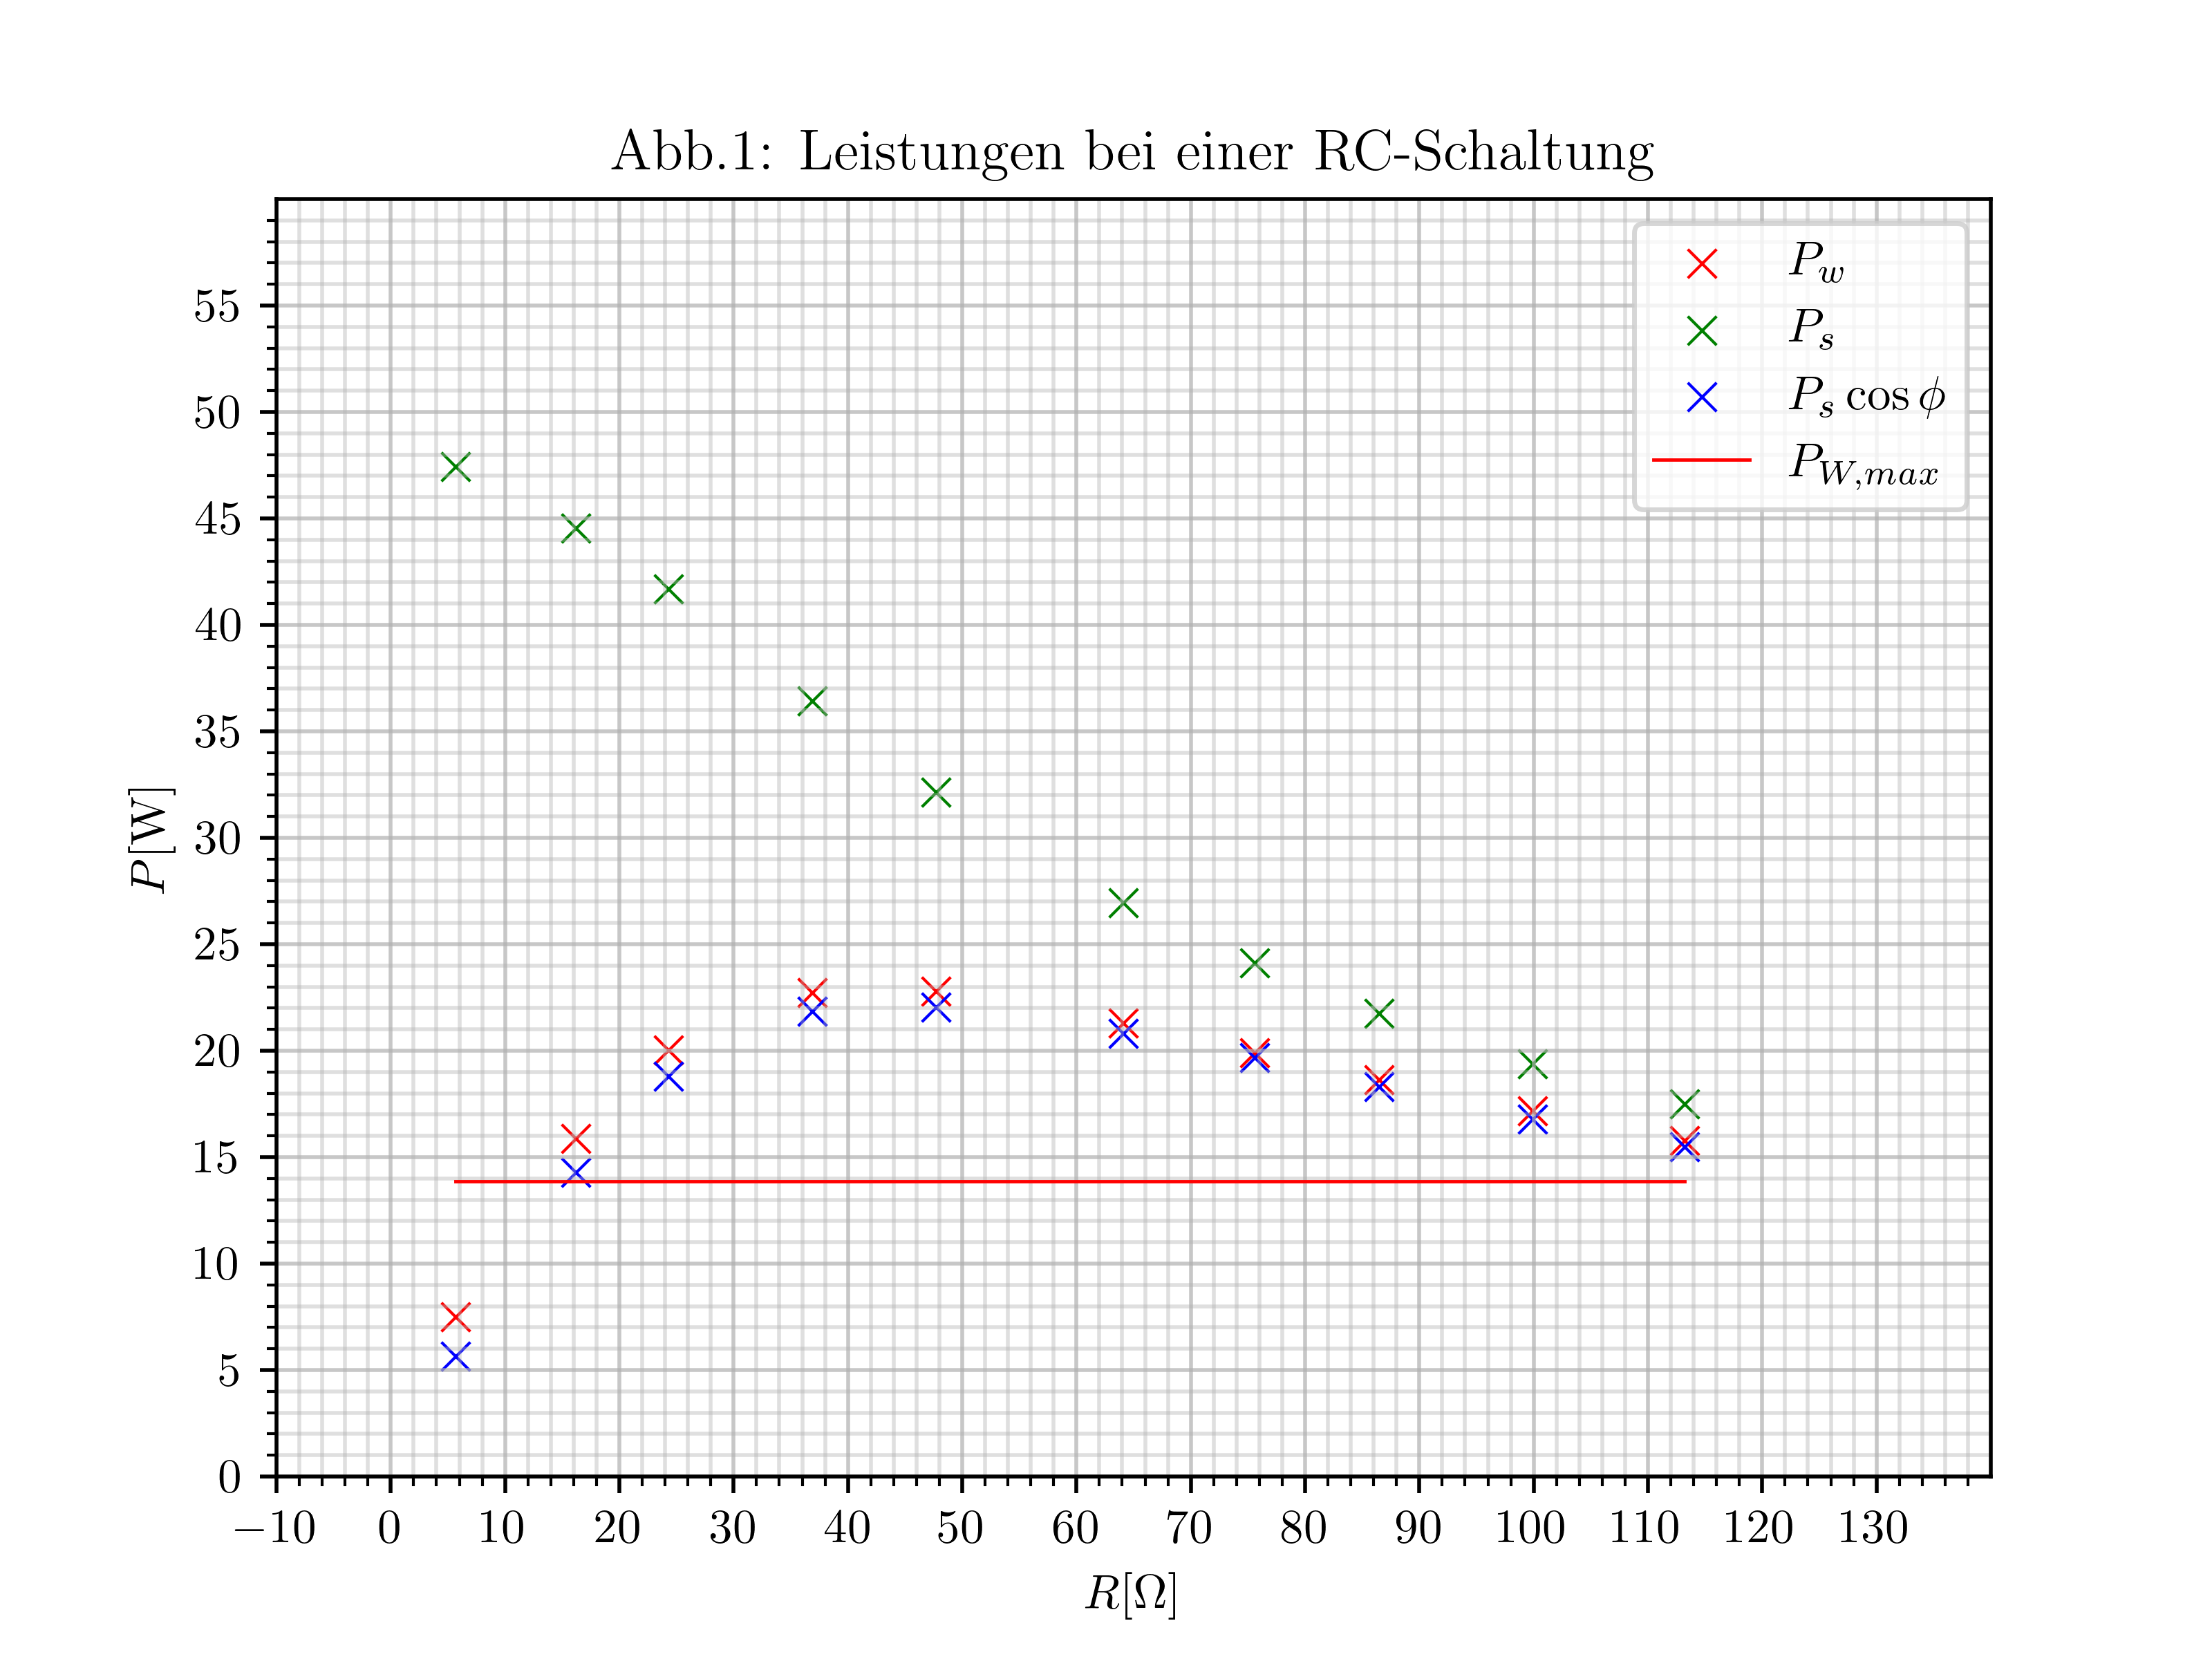 Abb.1: Leistungen bei einer RC-Schaltung
P_w
P_s
P_s cos ϕ
P_{W,max}
55
50
45
40
35
30
25
20
15
10
5
0
P[W]
−10 0 10 20 30 40 50 60 70 80 90 100 110 120 130
R[Ω]